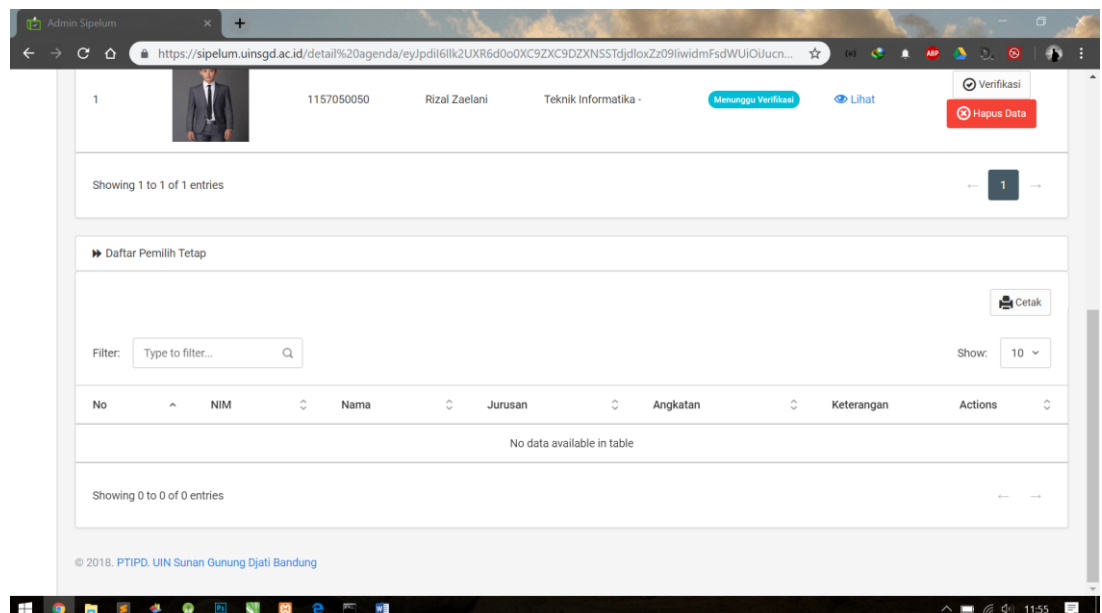 Admin Sipelum
https://sipelum.uinsgd.ac.id/detail%20agenda/
1 1157050050 Rizal Zaelani Teknik Informatika - Menunggu Verifikasi Lihat Verifikasi
Hapus Data
Showing 1 to 1 of 1 entries ← 1 →
Daftar Pemilih Tetap
Cetak
Filter: Type to filter... Show: 10
No NIM Nama Jurusan Angkatan Keterangan Actions
No data available in table
Showing 0 to 0 of 0 entries ← →
© 2018. PTIPD. UIN Sunan Gunung Djati Bandung
11:55